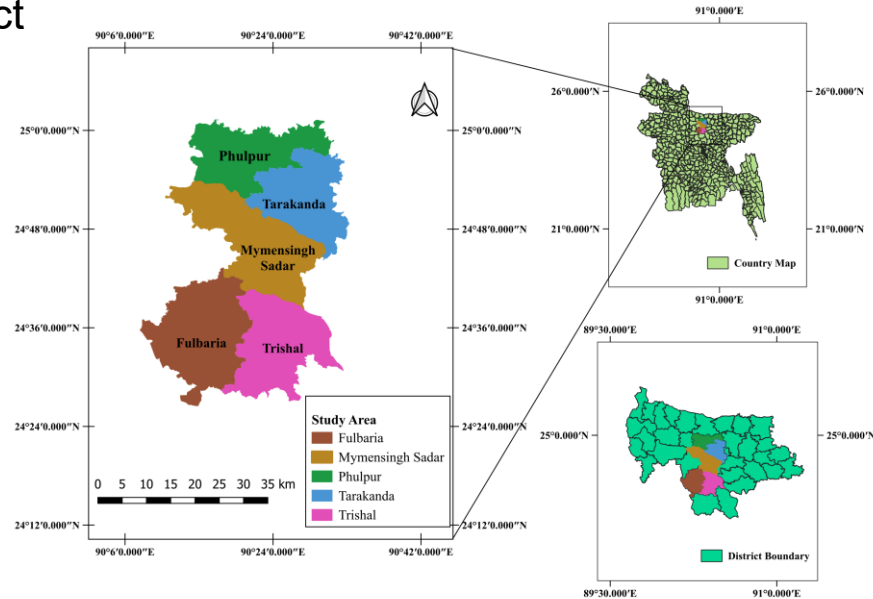 ct
90°6′0.000″E
90°24′0.000″E
90°42′0.000″E
25°0′0.000″N
25°0′0.000″N
24°48′0.000″N
24°48′0.000″N
24°36′0.000″N
24°36′0.000″N
24°24′0.000″N
24°24′0.000″N
24°12′0.000″N
24°12′0.000″N
90°6′0.000″E
90°24′0.000″E
90°42′0.000″E
Phulpur
Tarakanda
Mymensingh
Sadar
Fulbaria
Trishal
Study Area
Fulbaria
Mymensingh Sadar
Phulpur
Tarakanda
Trishal
0 5 10 15 20 25 30 35 km
91°0.000′E
26°0.000′N
26°0.000′N
21°0.000′N
21°0.000′N
Country Map
91°0.000′E
89°30.000′E
91°0.000′E
25°0.000′N
25°0.000′N
District Boundary
89°30.000′E
91°0.000′E